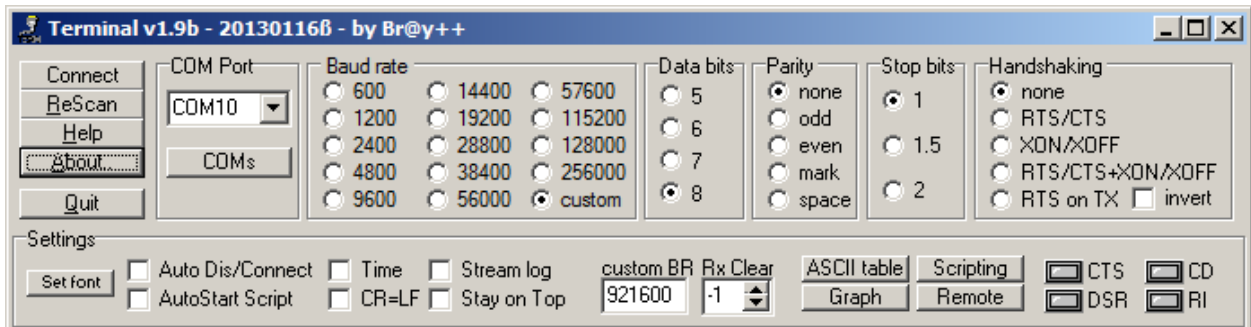 Terminal v1.9b - 20130116ß - by Br@y++
Connect
ReScan
Help
About..
Quit
COM Port
COM10
COMs
Baud rate
600 14400 57600
1200 19200 115200
2400 28800 128000
4800 38400 256000
9600 56000 custom
Data bits
5
6
7
8
Parity
none
odd
even
mark
space
Stop bits
1
1.5
2
Handshaking
none
RTS/CTS
XON/XOFF
RTS/CTS+XON/XOFF
RTS on TX invert
Settings
Set font
Auto Dis/Connect Time Stream log
AutoStart Script CR=LF Stay on Top
custom BR Rx Clear
921600 -1
ASCII table Scripting
Graph Remote
CTS CD
DSR RI